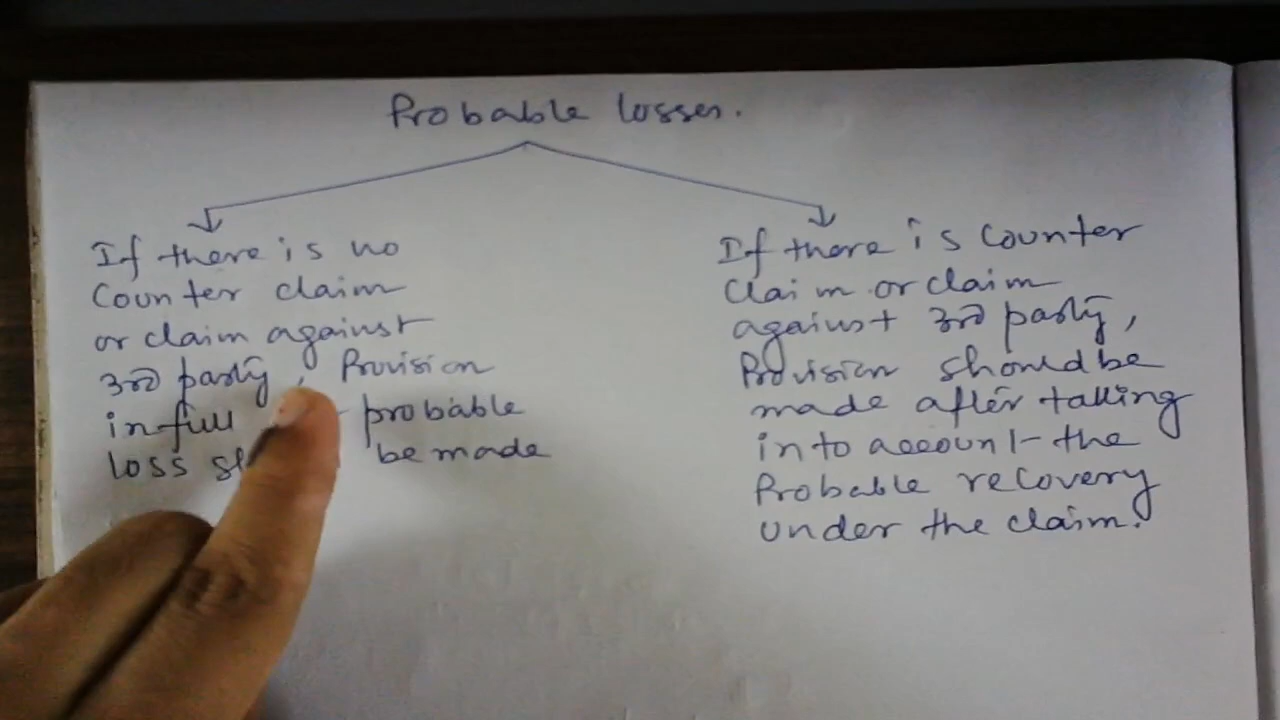 Probable losses.
If there is no
Counter claim
or claim against
3rd party, Provision
in full probable
loss be made
If there is Counter
Claim or claim
against 3rd party,
Provision should be
made after taking
in to account the
Probable recovery
under the claim.